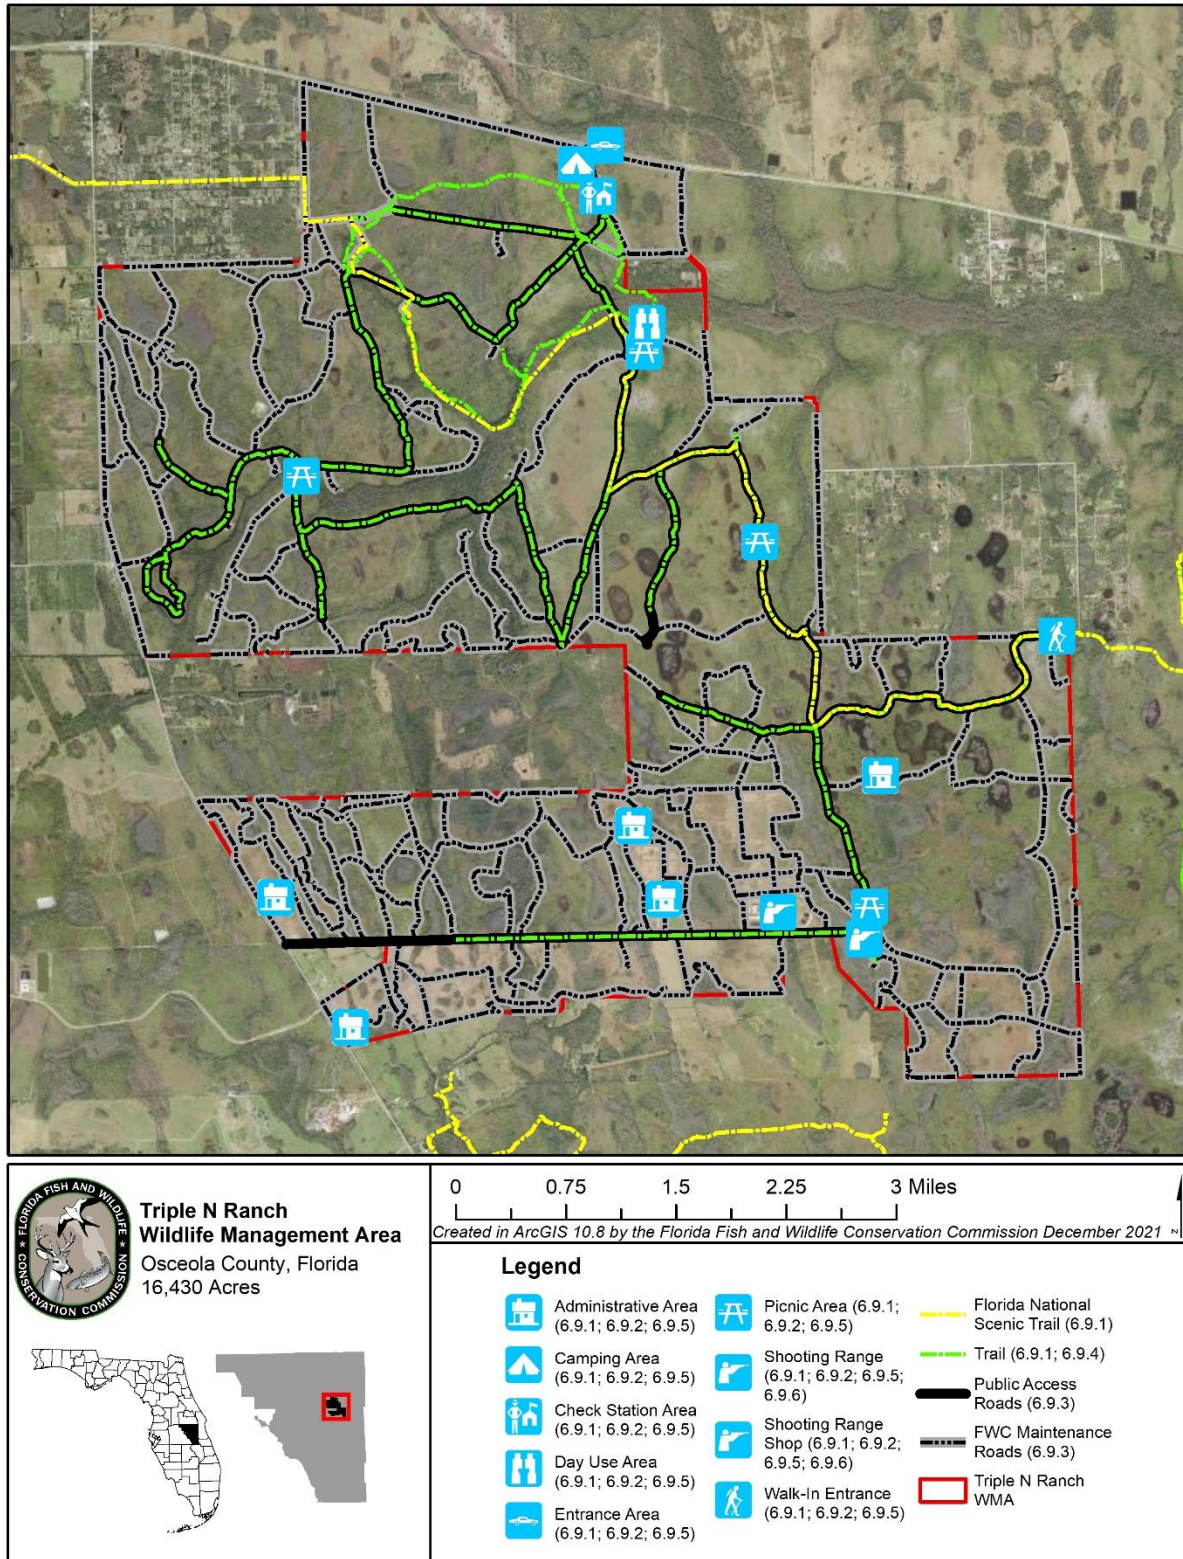 FLORIDA FISH AND WILDLIFE
CONSERVATION COMMISSION
Triple N Ranch
Wildlife Management Area
Osceola County, Florida
16,430 Acres
0 0.75 1.5 2.25 3 Miles
Created in ArcGIS 10.8 by the Florida Fish and Wildlife Conservation Commission December 2021
N
Legend
Administrative Area
(6.9.1; 6.9.2; 6.9.5)
Camping Area
(6.9.1; 6.9.2; 6.9.5)
Check Station Area
(6.9.1; 6.9.2; 6.9.5)
Day Use Area
(6.9.1; 6.9.2; 6.9.5)
Entrance Area
(6.9.1; 6.9.2; 6.9.5)
Picnic Area (6.9.1;
6.9.2; 6.9.5)
Shooting Range
(6.9.1; 6.9.2; 6.9.5;
6.9.6)
Shooting Range
Shop (6.9.1; 6.9.2;
6.9.5; 6.9.6)
Walk-In Entrance
(6.9.1; 6.9.2; 6.9.5)
Florida National
Scenic Trail (6.9.1)
Trail (6.9.1; 6.9.4)
Public Access
Roads (6.9.3)
FWC Maintenance
Roads (6.9.3)
Triple N Ranch
WMA